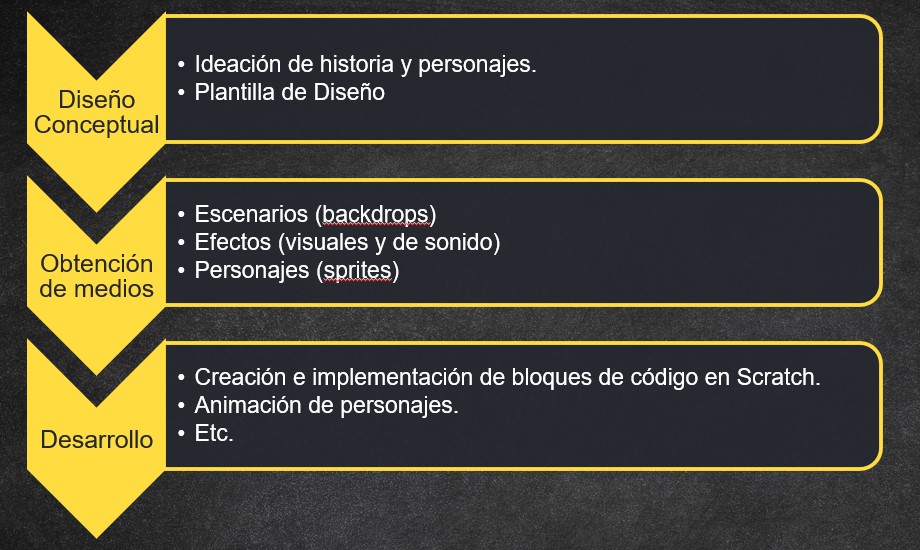 Diseño
Conceptual
• Ideación de historia y personajes.
• Plantilla de Diseño
Obtención
de medios
• Escenarios (backdrops)
• Efectos (visuales y de sonido)
• Personajes (sprites)
Desarrollo
• Creación e implementación de bloques de código en Scratch.
• Animación de personajes.
• Etc.